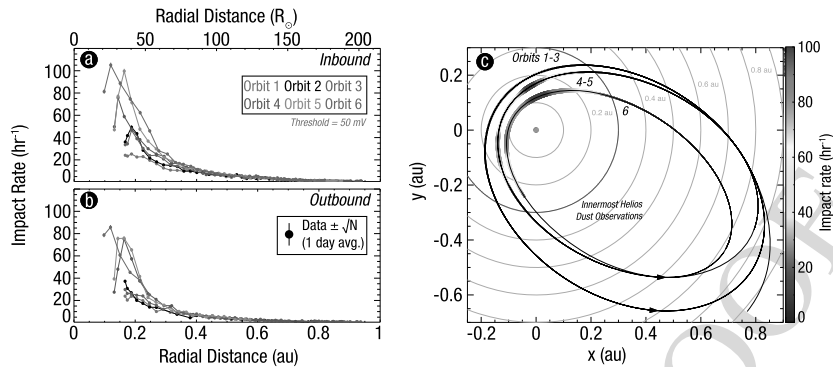 Radial Distance (R☉)
0 50 100 150 200
a
Inbound
Orbit 1 Orbit 2 Orbit 3
Orbit 4 Orbit 5 Orbit 6
Threshold = 50 mV
100
80
60
40
20
0
Impact Rate (hr⁻¹)
b
Outbound
Data ± √N
(1 day avg.)
100
80
60
40
20
0
0 0.2 0.4 0.6 0.8 1
Radial Distance (au)
c
Orbits 1-3
4-5
6
0.2 au
0.4 au
0.6 au
0.8 au
Innermost Helios
Dust Observations
0.2
0
-0.2
-0.4
-0.6
y (au)
-0.2 0 0.2 0.4 0.6 0.8
x (au)
100
80
60
40
20
0
Impact rate (hr⁻¹)
PROOF